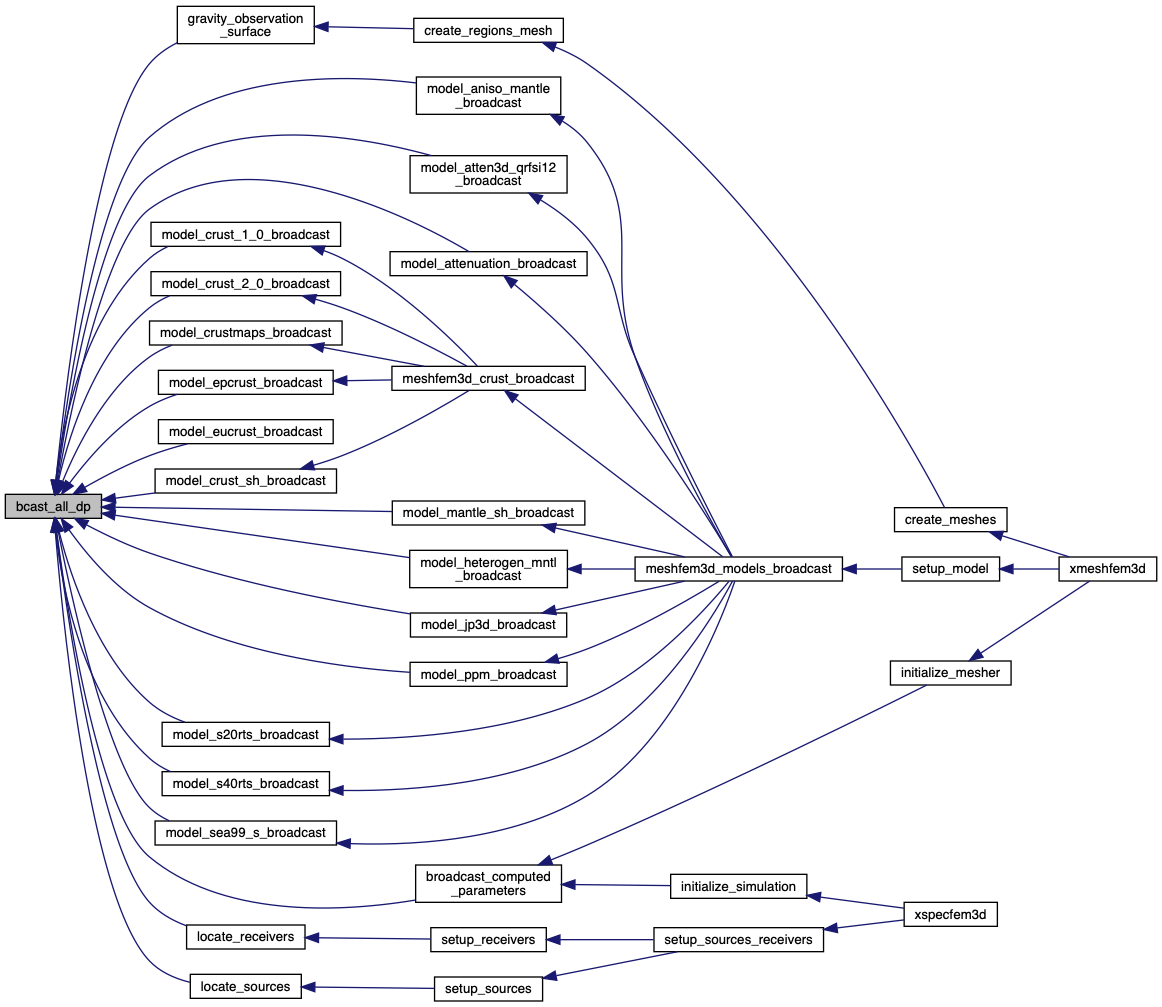 gravity_observation
_surface
create_regions_mesh
model_aniso_mantle
_broadcast
model_atten3d_qrfsi12
_broadcast
model_crust_1_0_broadcast
model_attenuation_broadcast
model_crust_2_0_broadcast
model_crustmaps_broadcast
model_epcrust_broadcast
meshfem3d_crust_broadcast
model_eucrust_broadcast
model_crust_sh_broadcast
bcast_all_dp
model_mantle_sh_broadcast
create_meshes
model_heterogen_mntl
_broadcast
meshfem3d_models_broadcast
setup_model
xmeshfem3d
model_jp3d_broadcast
model_ppm_broadcast
initialize_mesher
model_s20rts_broadcast
model_s40rts_broadcast
model_sea99_s_broadcast
broadcast_computed
_parameters
initialize_simulation
xspecfem3d
locate_receivers
setup_receivers
setup_sources_receivers
locate_sources
setup_sources